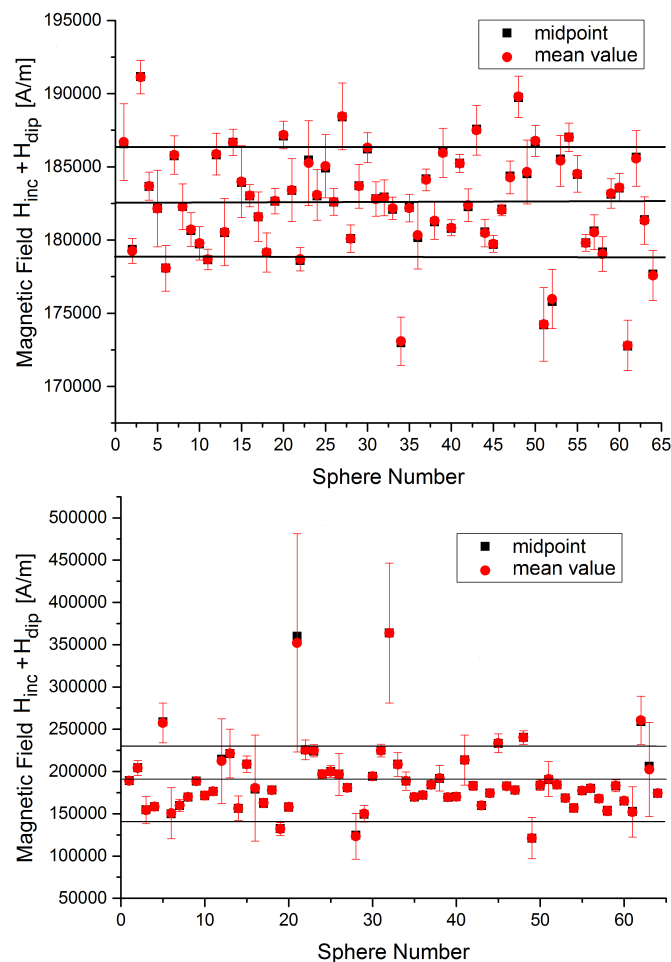 195000
190000
185000
180000
175000
170000
Magnetic Field H_inc + H_dip [A/m]
midpoint
mean value
0 5 10 15 20 25 30 35 40 45 50 55 60 65
Sphere Number
500000
450000
400000
350000
300000
250000
200000
150000
100000
50000
Magnetic Field H_inc + H_dip [A/m]
midpoint
mean value
0 10 20 30 40 50 60
Sphere Number